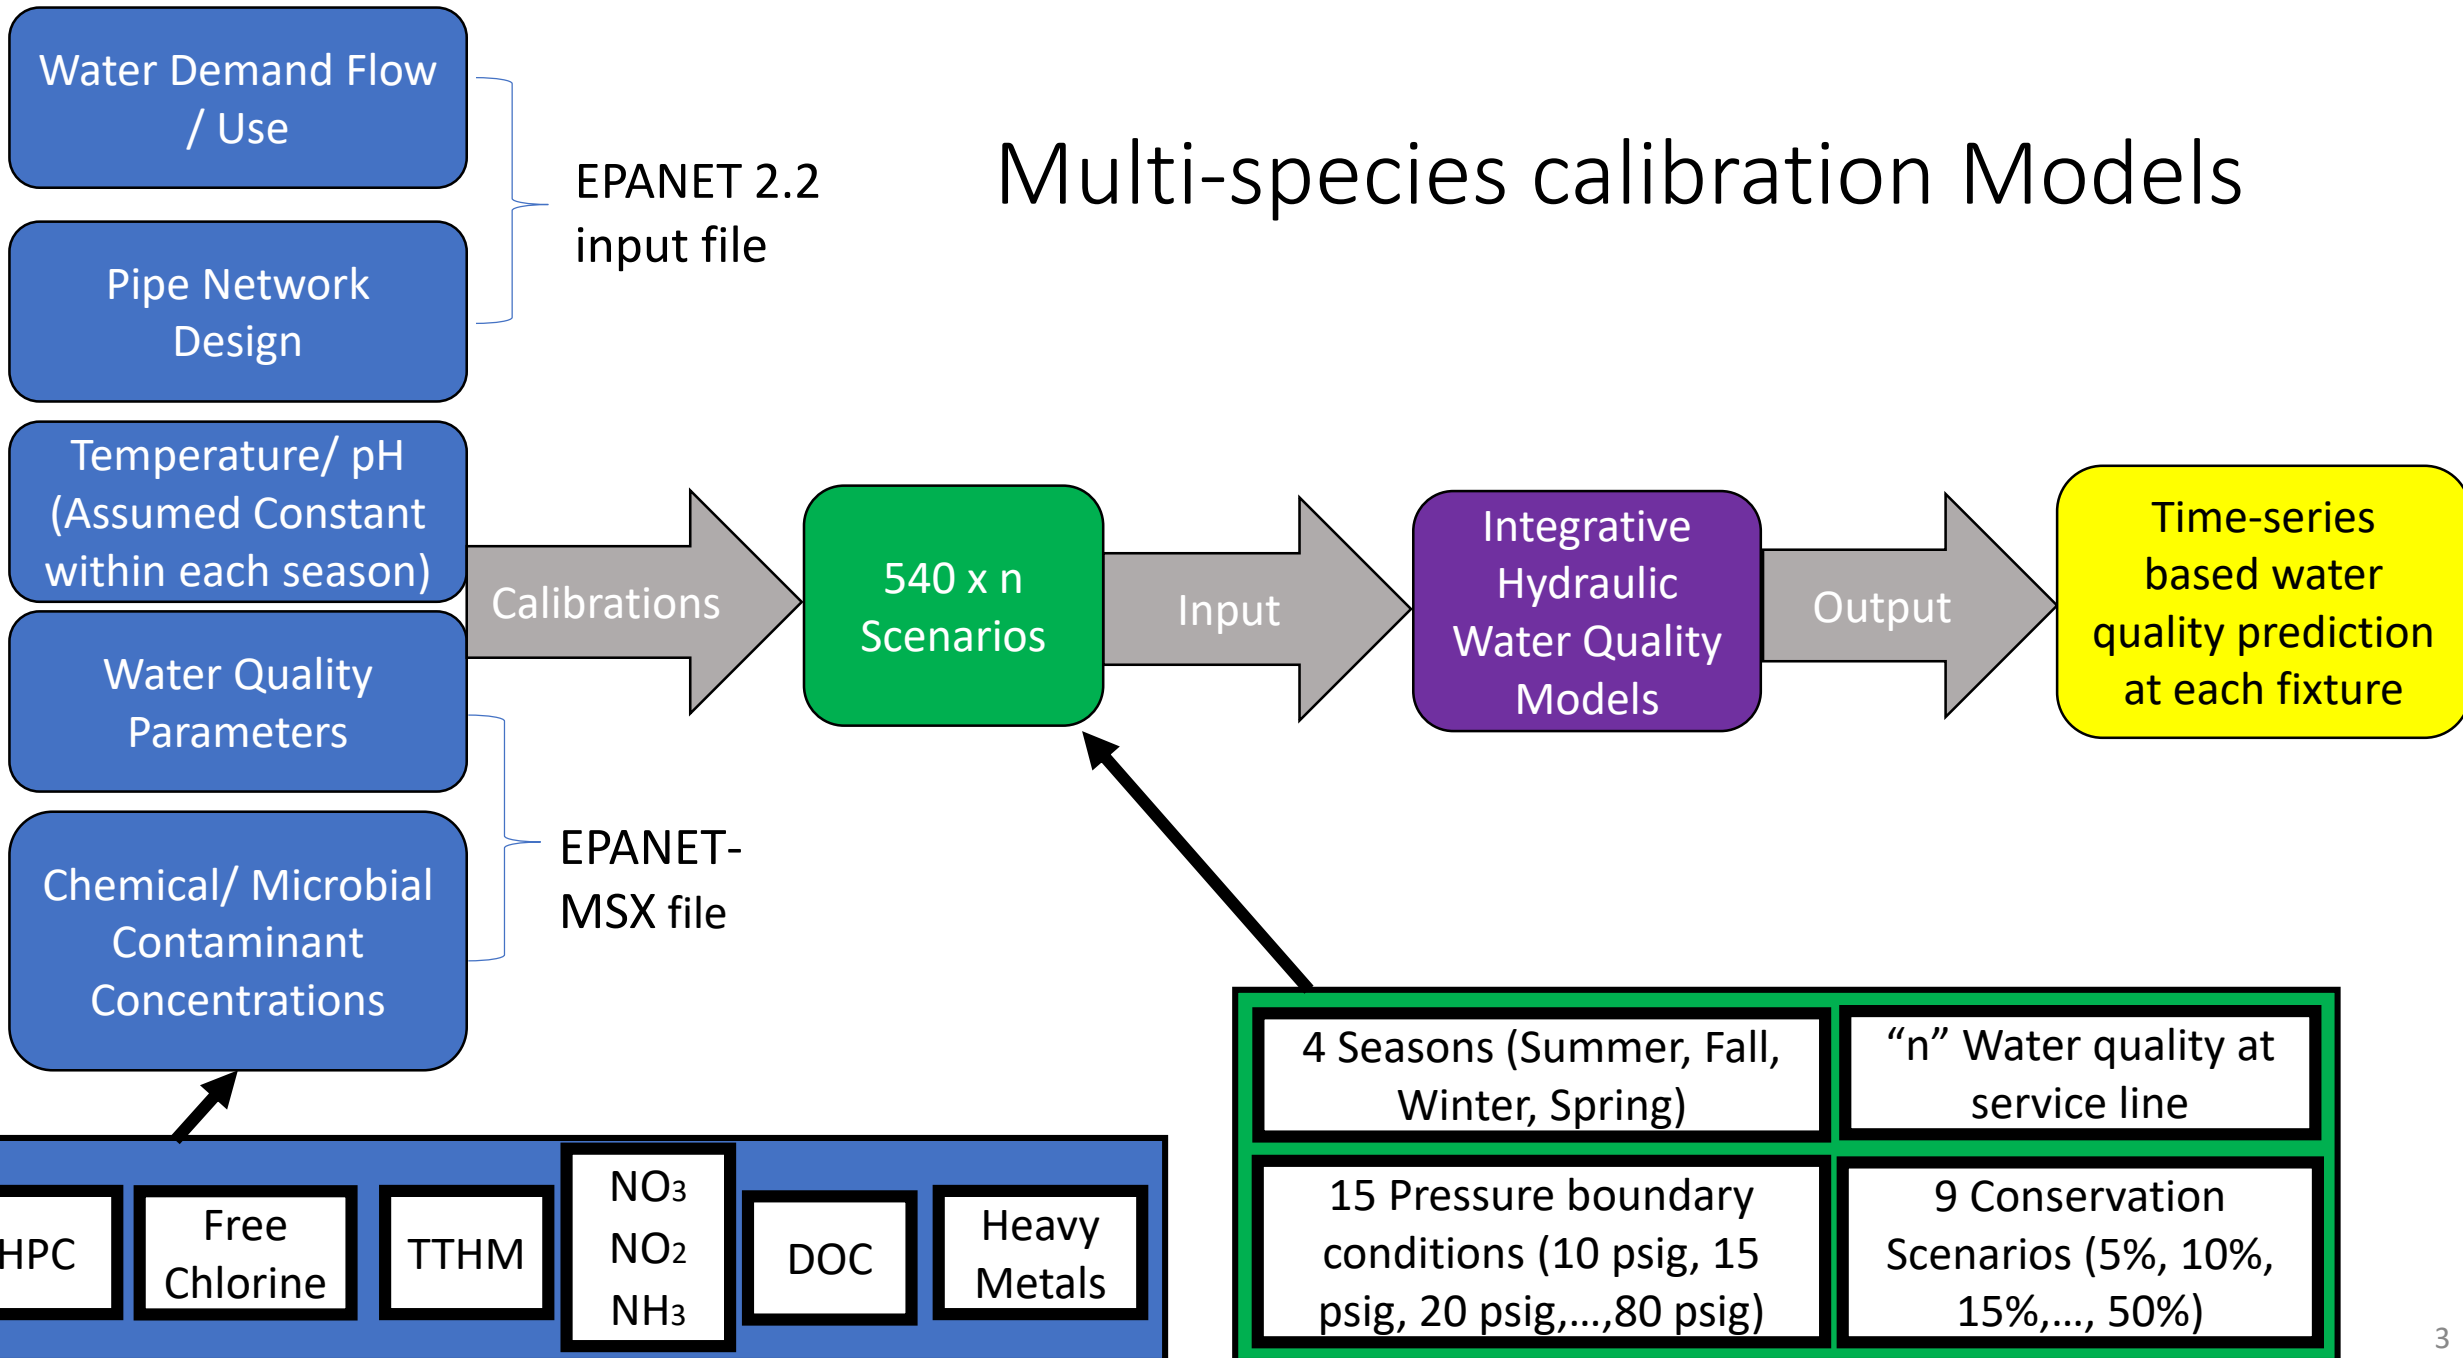 Water Demand Flow
/ Use
Pipe Network
Design
EPANET 2.2
input file
Multi-species calibration Models
Temperature/ pH
(Assumed Constant
within each season)
Water Quality
Parameters
Chemical/ Microbial
Contaminant
Concentrations
EPANET-
MSX file
Calibrations
540 x n
Scenarios
Input
Integrative
Hydraulic
Water Quality
Models
Output
Time-series
based water
quality prediction
at each fixture
HPC
Free
Chlorine
TTHM
NO3
NO2
NH3
DOC
Heavy
Metals
4 Seasons (Summer, Fall,
Winter, Spring)
“n” Water quality at
service line
15 Pressure boundary
conditions (10 psig, 15
psig, 20 psig,...,80 psig)
9 Conservation
Scenarios (5%, 10%,
15%,..., 50%)
3